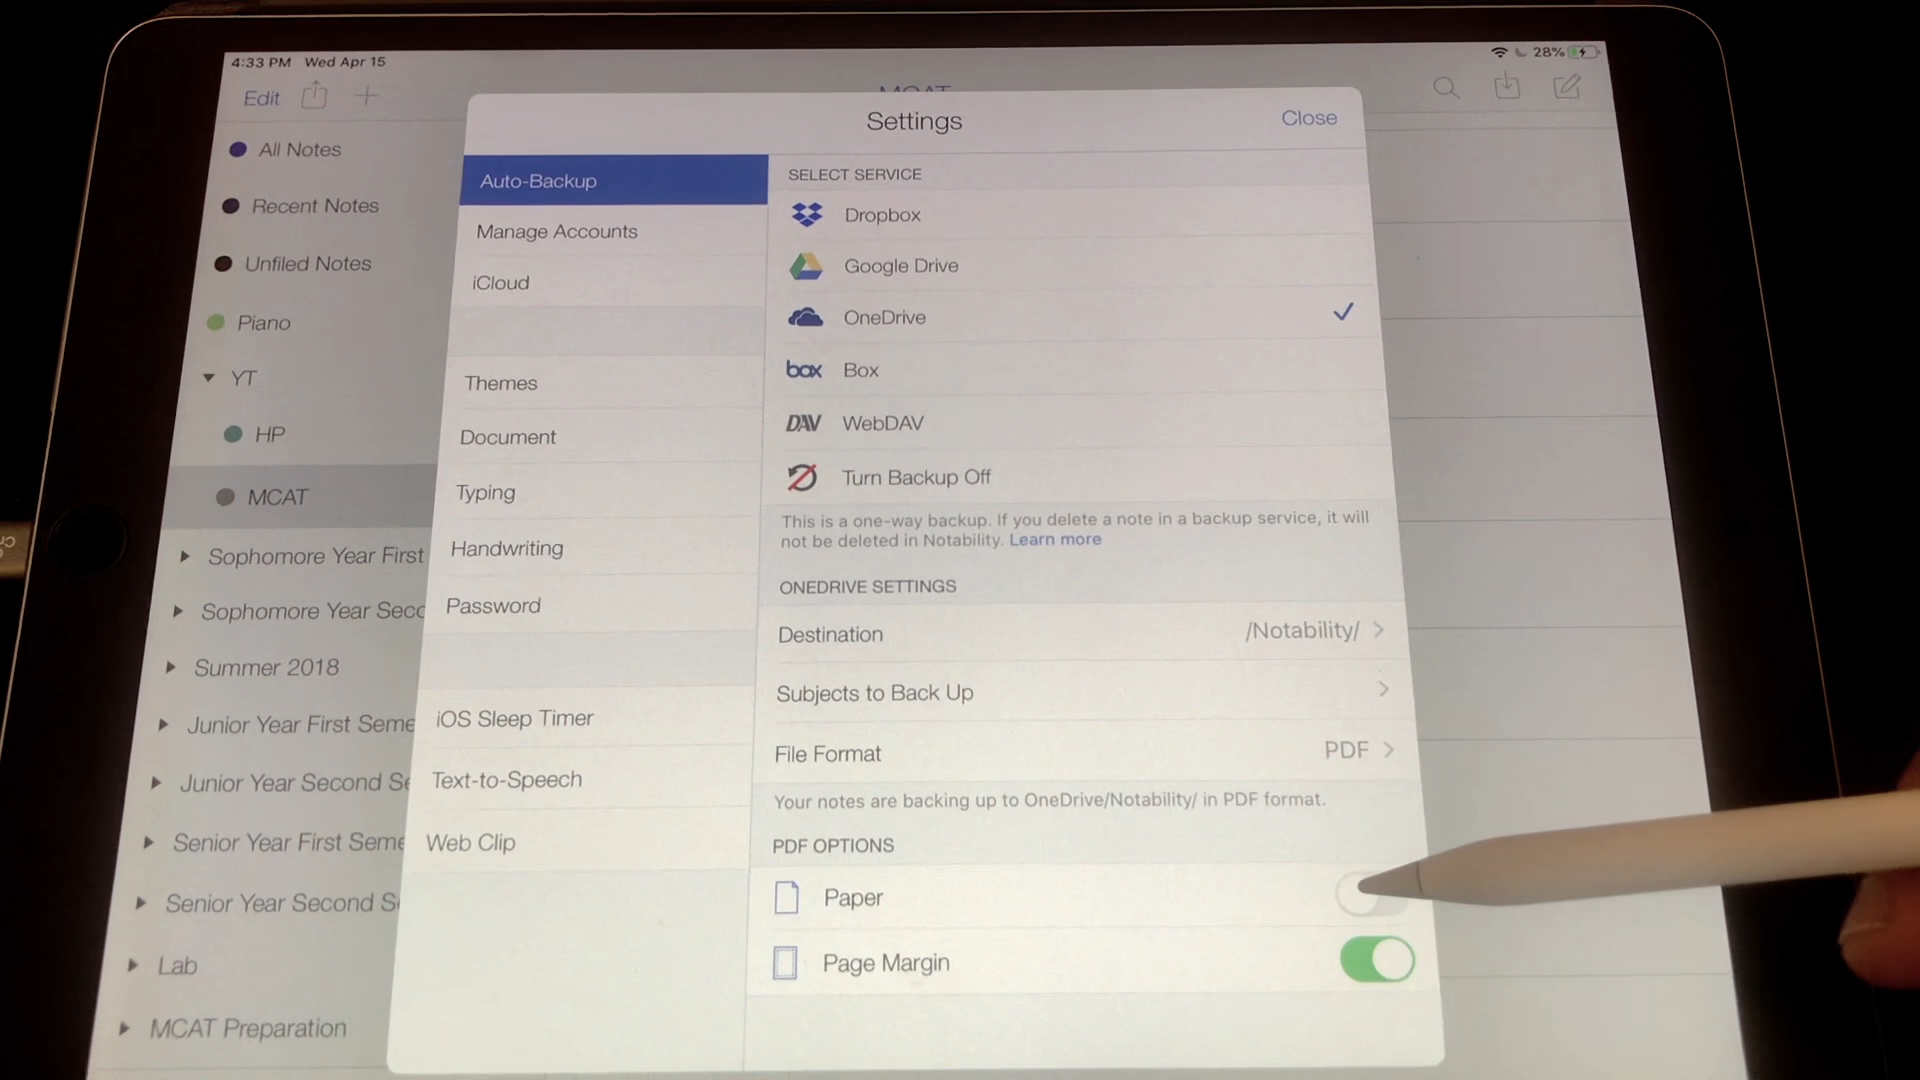 4:33 PM Wed Apr 15
28%
Edit
MCAT
Settings
Close
All Notes
Recent Notes
Unfiled Notes
Piano
YT
HP
MCAT
Sophomore Year First
Sophomore Year Seco
Summer 2018
Junior Year First Seme
Junior Year Second Se
Senior Year First Seme
Senior Year Second S
Lab
MCAT Preparation
Auto-Backup
Manage Accounts
iCloud
Themes
Document
Typing
Handwriting
Password
iOS Sleep Timer
Text-to-Speech
Web Clip
SELECT SERVICE
Dropbox
Google Drive
OneDrive
box Box
DAV WebDAV
Turn Backup Off
This is a one-way backup. If you delete a note in a backup service, it will
not be deleted in Notability. Learn more
ONEDRIVE SETTINGS
Destination /Notability/
Subjects to Back Up
File Format PDF
Your notes are backing up to OneDrive/Notability/ in PDF format.
PDF OPTIONS
Paper
Page Margin